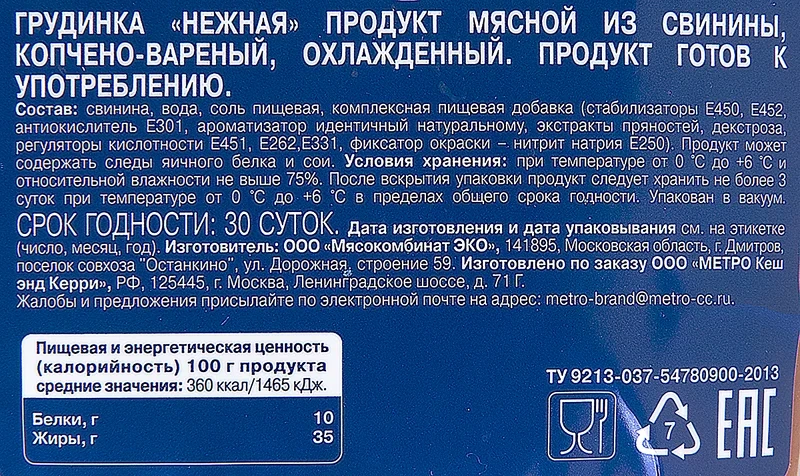 ГРУДИНКА «НЕЖНАЯ» ПРОДУКТ МЯСНОЙ ИЗ СВИНИНЫ,
КОПЧЕНО-ВАРЕНЫЙ, ОХЛАЖДЕННЫЙ. ПРОДУКТ ГОТОВ К
УПОТРЕБЛЕНИЮ.
Состав: свинина, вода, соль пищевая, комплексная пищевая добавка (стабилизаторы Е450, Е452,
антиокислитель Е301, ароматизатор идентичный натуральному, экстракты пряностей, декстроза,
регуляторы кислотности Е451, Е262,Е331, фиксатор окраски – нитрит натрия Е250). Продукт может
содержать следы яичного белка и сои. Условия хранения: при температуре от 0 °С до +6 °С и
относительной влажности не выше 75%. После вскрытия упаковки продукт следует хранить не более 3
суток при температуре от 0 °С до +6 °С в пределах общего срока годности. Упакован в вакуум.
СРОК ГОДНОСТИ: 30 СУТОК. Дата изготовления и дата упаковывания см. на этикетке
(число, месяц, год). Изготовитель: ООО «Мясокомбинат ЭКО», 141895, Московская область, г. Дмитров,
поселок совхоза "Останкино", ул. Дорожная, строение 59. Изготовлено по заказу ООО «МЕТРО Кеш
энд Керри», РФ, 125445, г. Москва, Ленинградское шоссе, д. 71 Г.
Жалобы и предложения присылайте по электронной почте на адрес: metro-brand@metro-cc.ru.
Пищевая и энергетическая ценность
(калорийность) 100 г продукта
средние значения: 360 ккал/1465 кДж.
Белки, г 10
Жиры, г 35
ТУ 9213-037-54780900-2013
7
ЕАС